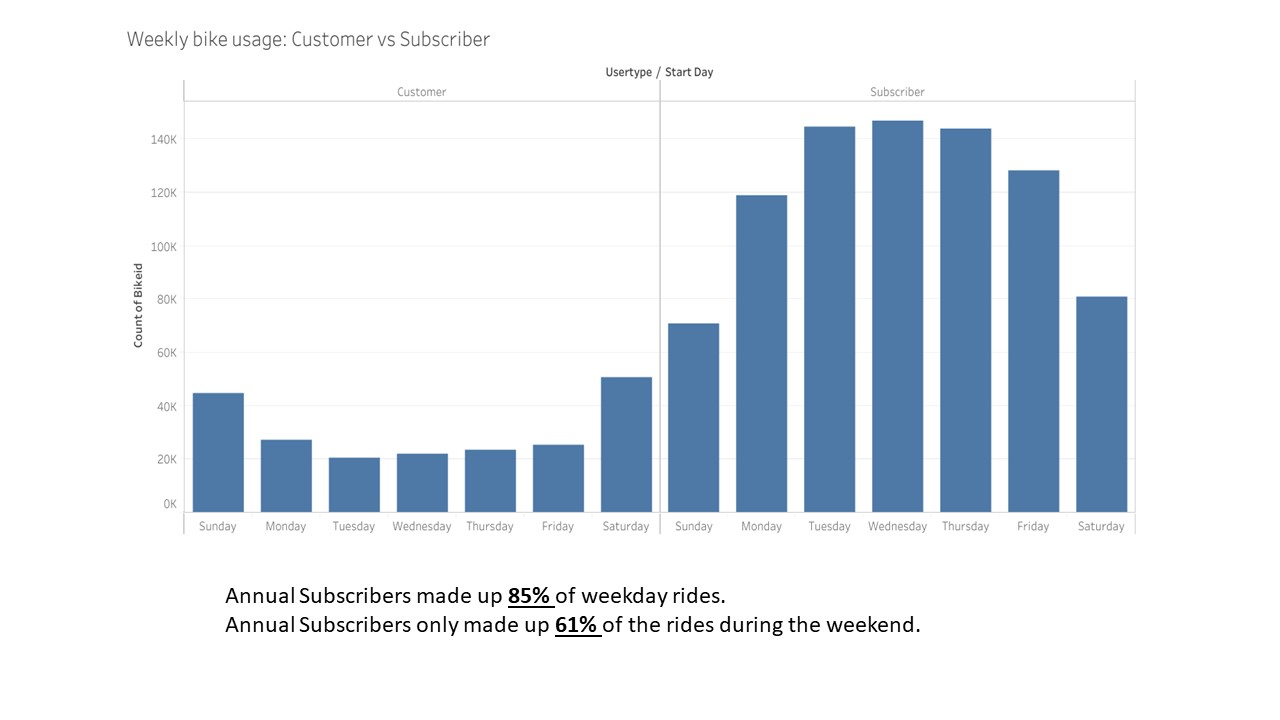 Weekly bike usage: Customer vs Subscriber
Usertype / Start Day
Customer Subscriber
140K
120K
100K
80K
60K
40K
20K
0K
Count of Bikeid
Sunday Monday Tuesday Wednesday Thursday Friday Saturday Sunday Monday Tuesday Wednesday Thursday Friday Saturday
Annual Subscribers made up 85% of weekday rides.
Annual Subscribers only made up 61% of the rides during the weekend.